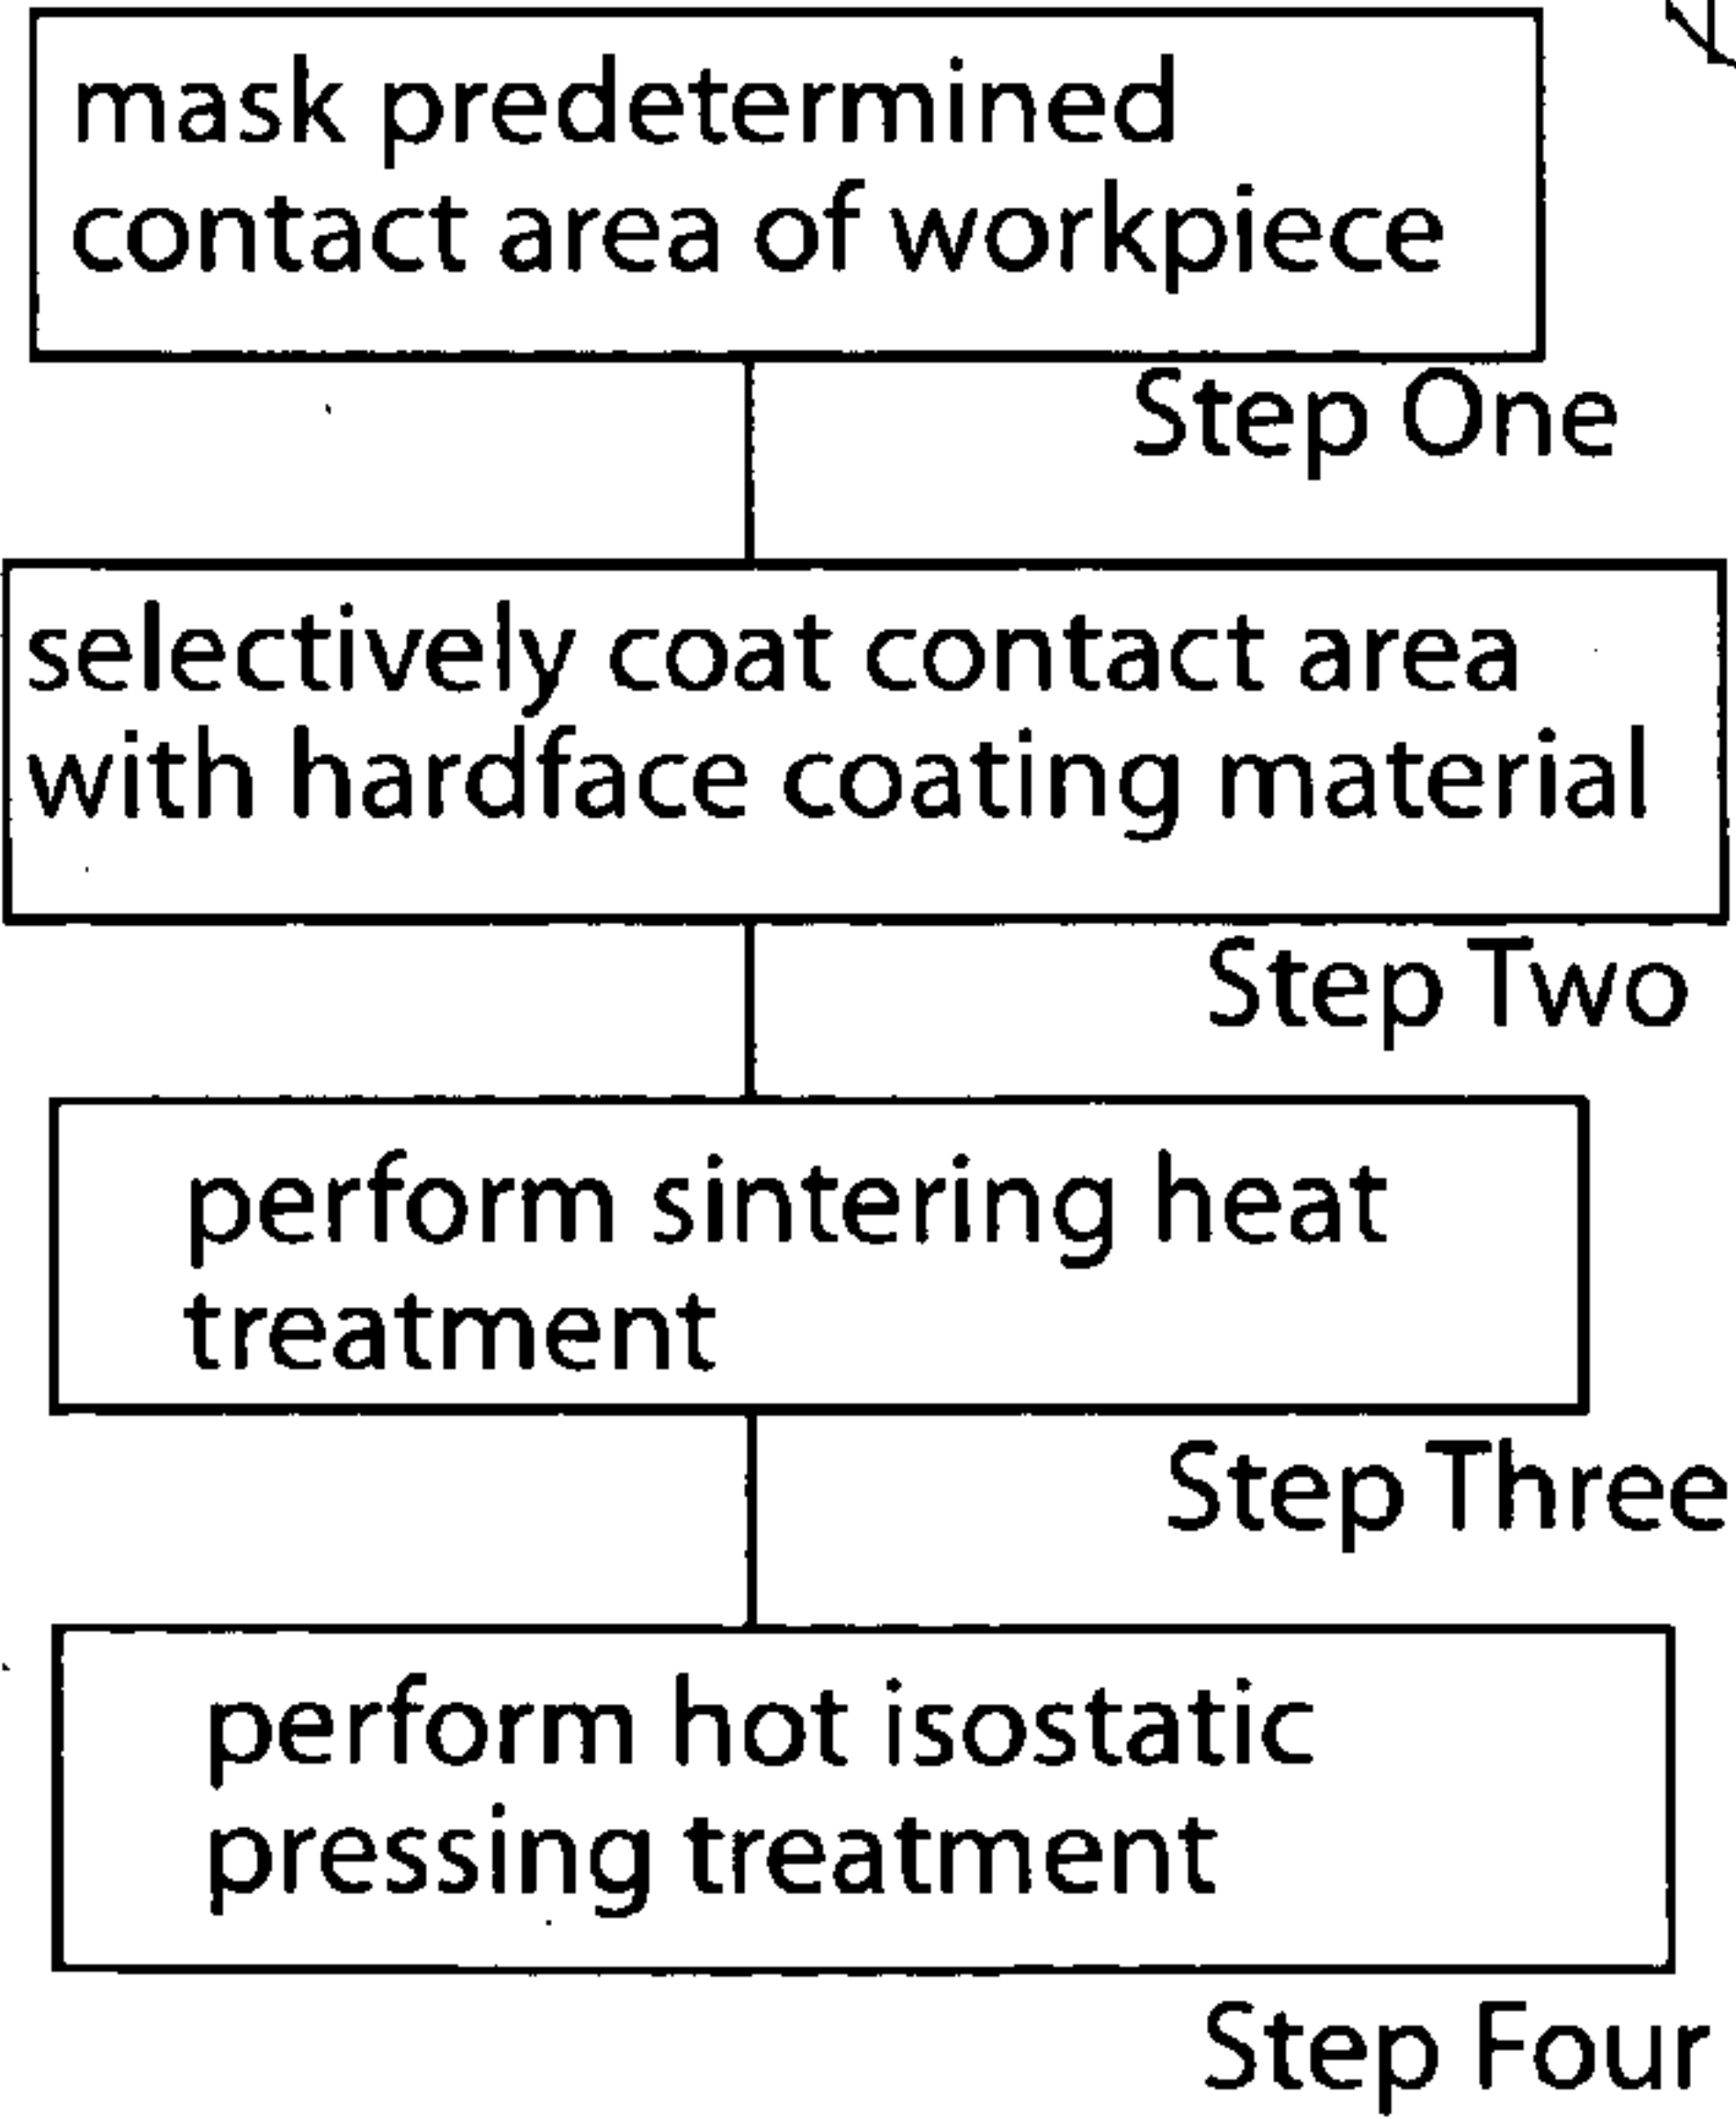 mask predetermined
contact area of workpiece
Step One
selectively coat contact area
with hardface coating material
Step Two
perform sintering heat
treatment
Step Three
perform hot isostatic
pressing treatment
Step Four